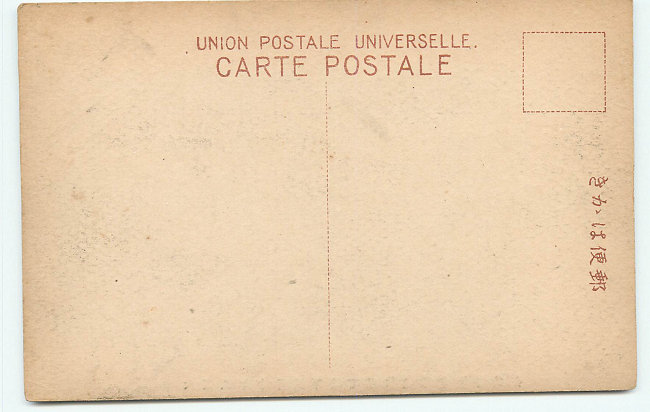 UNION POSTALE UNIVERSELLE.
CARTE POSTALE
郵便はかき